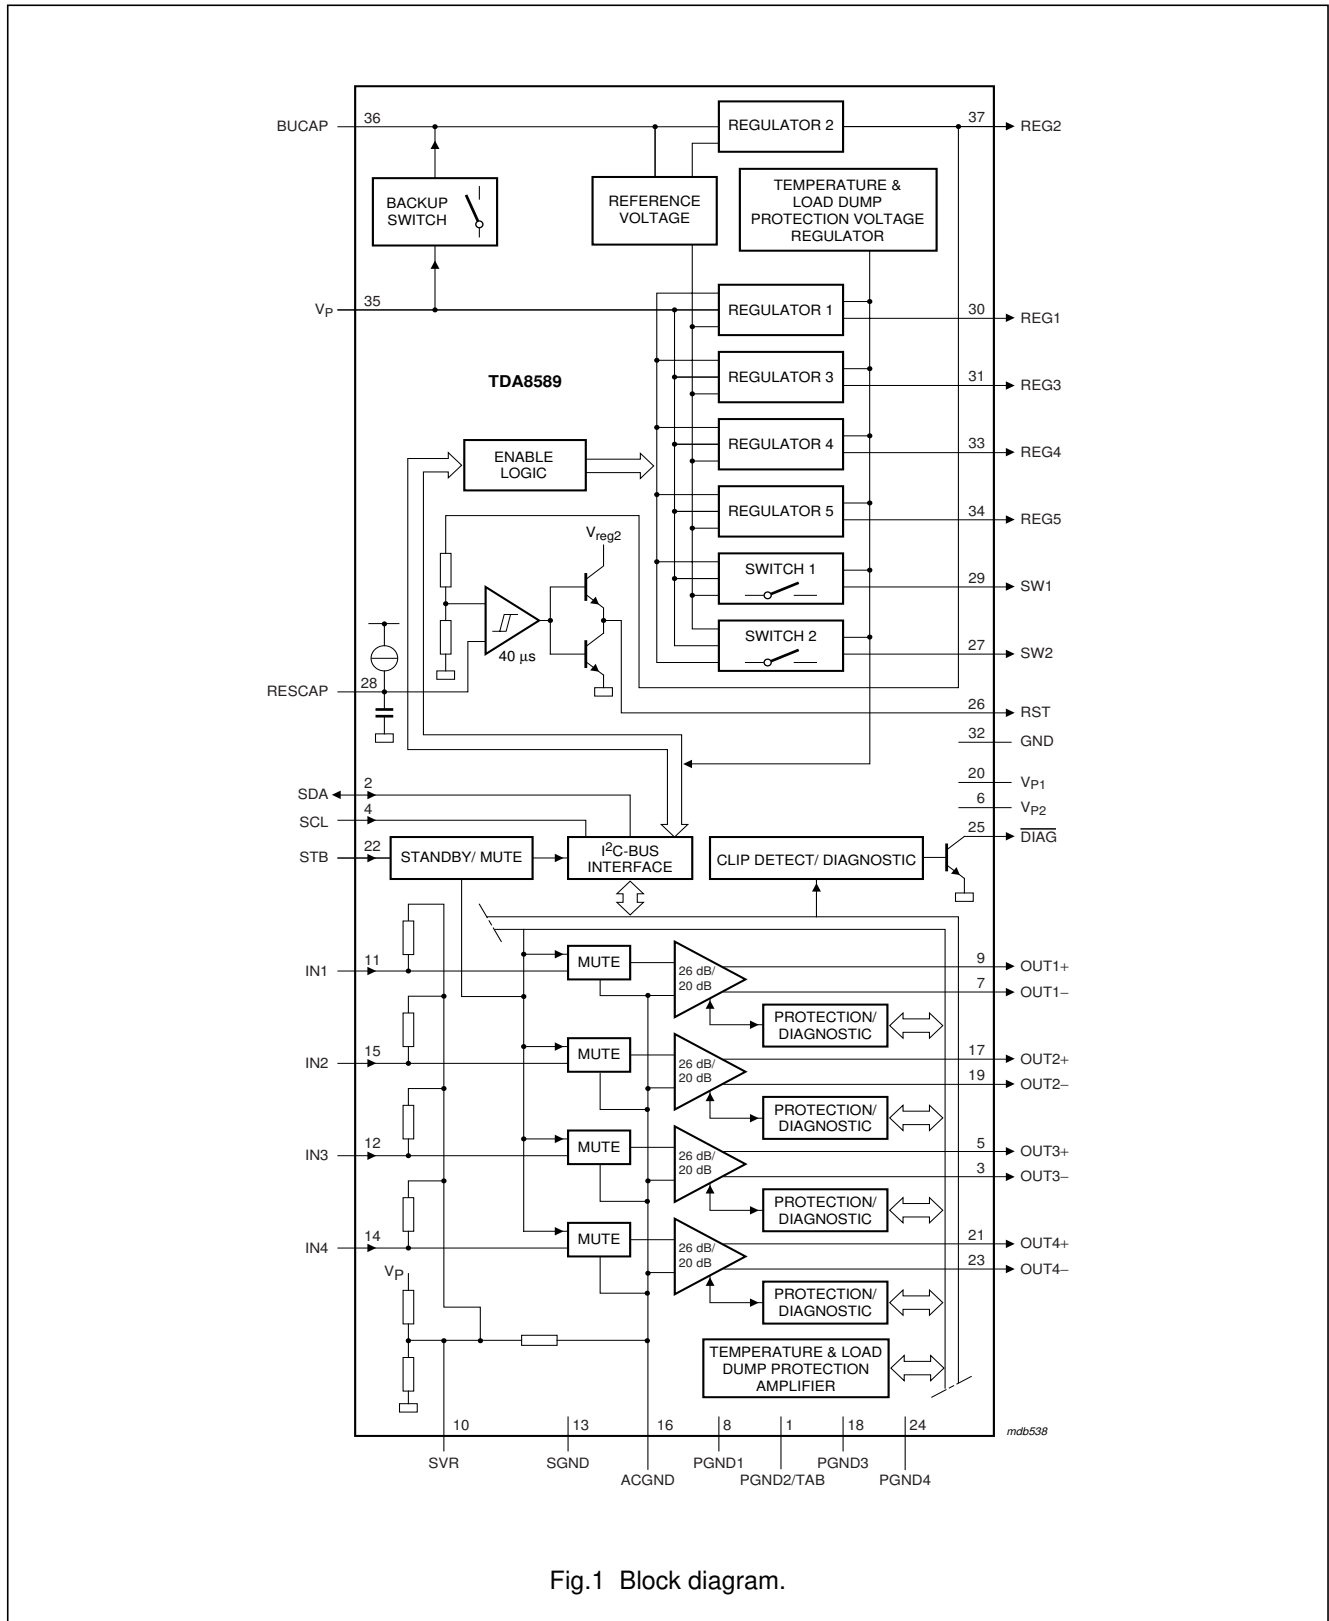 BUCAP
36
REGULATOR 2
37
REG2
BACKUP
SWITCH
REFERENCE
VOLTAGE
TEMPERATURE &
LOAD DUMP
PROTECTION VOLTAGE
REGULATOR
VP
35
REGULATOR 1
30
REG1
TDA8589
REGULATOR 3
31
REG3
ENABLE
LOGIC
REGULATOR 4
33
REG4
REGULATOR 5
34
REG5
Vreg2
SWITCH 1
29
SW1
40 µs
SWITCH 2
27
SW2
RESCAP
28
26
RST
32
GND
20
VP1
6
VP2
SDA
2
SCL
4
25
DIAG
STB
22
STANDBY/ MUTE
I2C-BUS
INTERFACE
CLIP DETECT/ DIAGNOSTIC
IN1
11
MUTE
26 dB/
20 dB
9
OUT1+
7
OUT1−
PROTECTION/
DIAGNOSTIC
IN2
15
MUTE
26 dB/
20 dB
17
OUT2+
19
OUT2−
PROTECTION/
DIAGNOSTIC
IN3
12
MUTE
26 dB/
20 dB
5
OUT3+
3
OUT3−
PROTECTION/
DIAGNOSTIC
IN4
14
MUTE
26 dB/
20 dB
21
OUT4+
23
OUT4−
VP
PROTECTION/
DIAGNOSTIC
TEMPERATURE & LOAD
DUMP PROTECTION
AMPLIFIER
10
13
16
8
1
18
24
mdb538
SVR
SGND
ACGND
PGND1
PGND2/TAB
PGND3
PGND4
Fig.1 Block diagram.